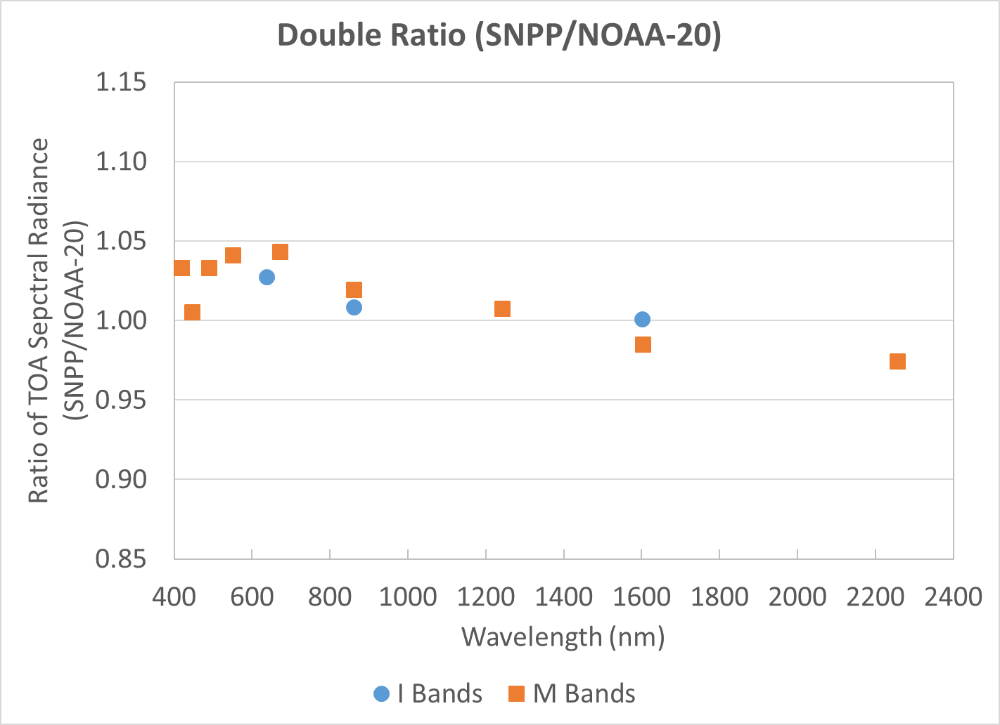 Double Ratio (SNPP/NOAA-20)
Ratio of TOA Sepctral Radiance
(SNPP/NOAA-20)
1.15
1.10
1.05
1.00
0.95
0.90
0.85
400 600 800 1000 1200 1400 1600 1800 2000 2200 2400
Wavelength (nm)
I Bands M Bands